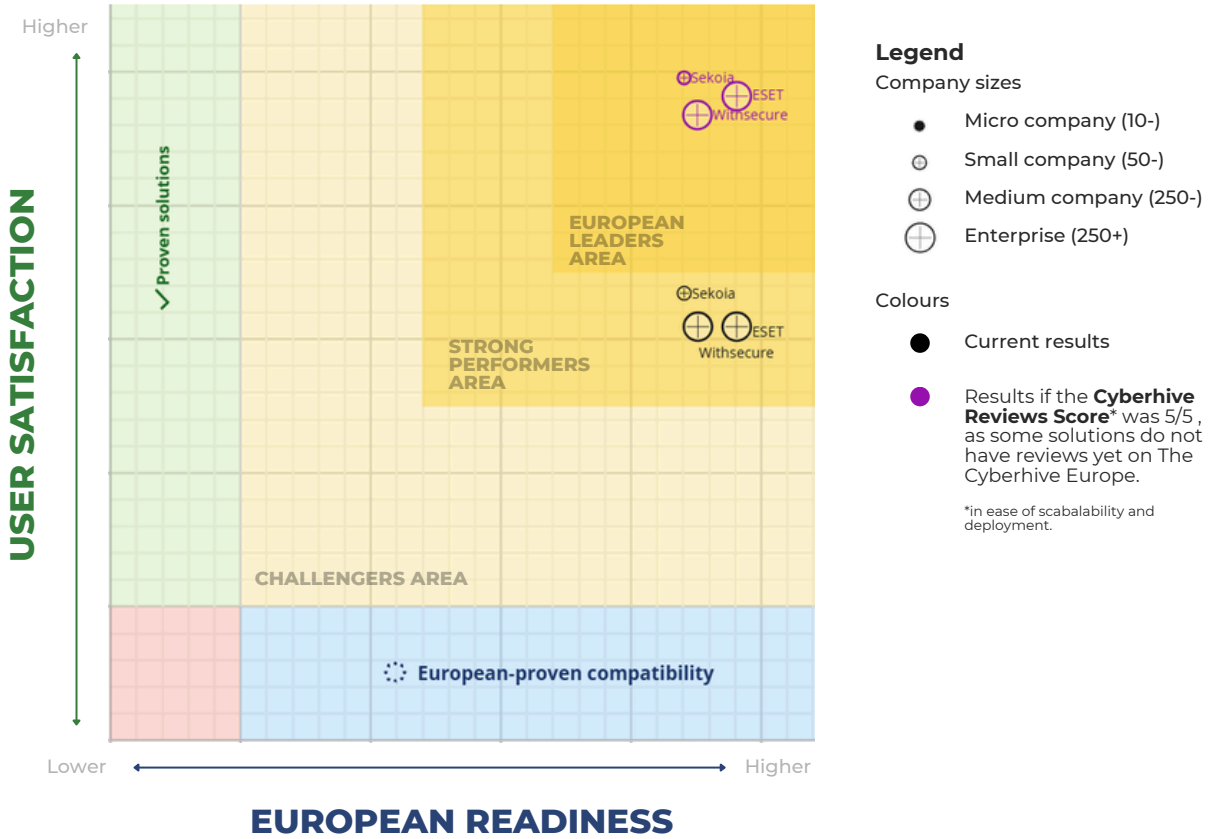 Higher
USER SATISFACTION
Proven solutions
Sekoia
ESET
Withsecure
EUROPEAN
LEADERS
AREA
Sekoia
ESET
Withsecure
STRONG
PERFORMERS
AREA
CHALLENGERS AREA
European-proven compatibility
Lower
Higher
EUROPEAN READINESS
Legend
Company sizes
Micro company (10-)
Small company (50-)
Medium company (250-)
Enterprise (250+)
Colours
Current results
Results if the Cyberhive
Reviews Score* was 5/5 ,
as some solutions do not
have reviews yet on The
Cyberhive Europe.
*in ease of scabalability and
deployment.